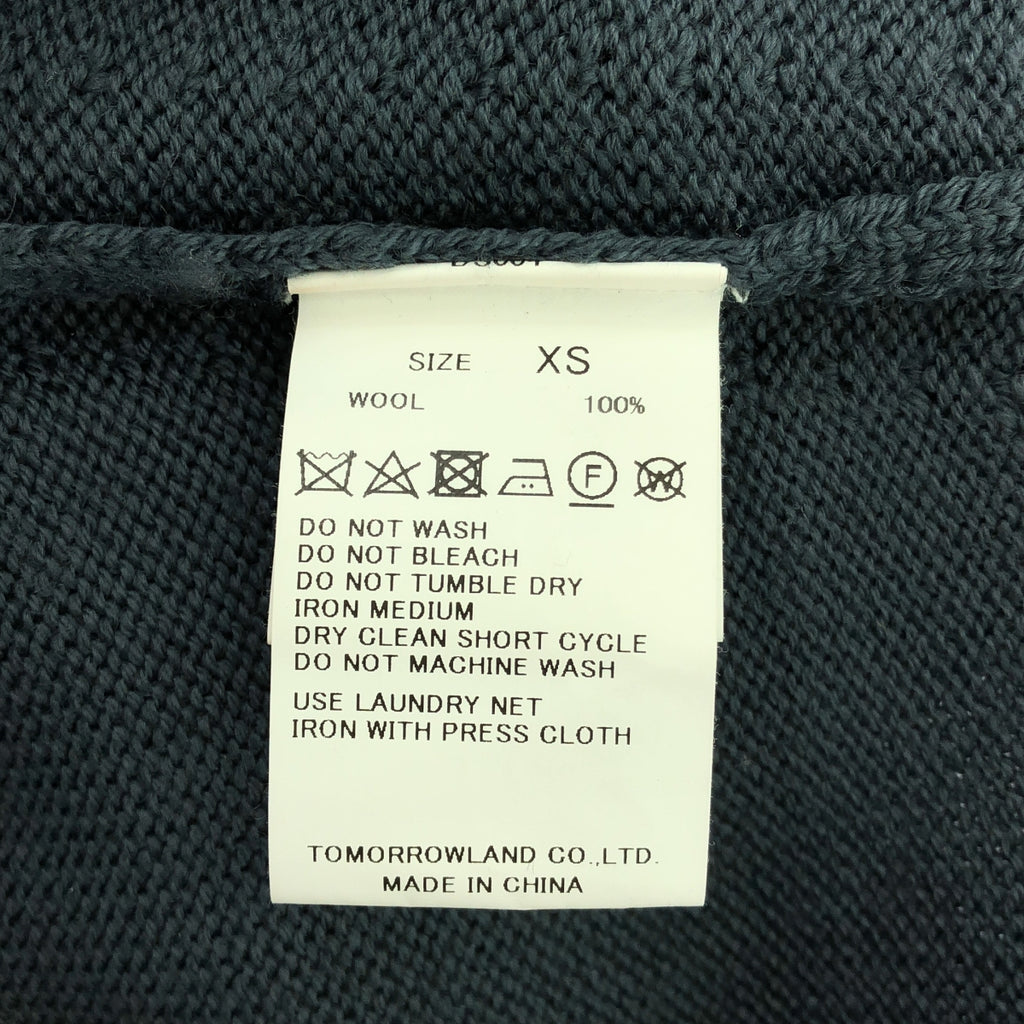 SIZE XS
WOOL 100%
F W
DO NOT WASH
DO NOT BLEACH
DO NOT TUMBLE DRY
IRON MEDIUM
DRY CLEAN SHORT CYCLE
DO NOT MACHINE WASH
USE LAUNDRY NET
IRON WITH PRESS CLOTH
TOMORROWLAND CO.,LTD.
MADE IN CHINA